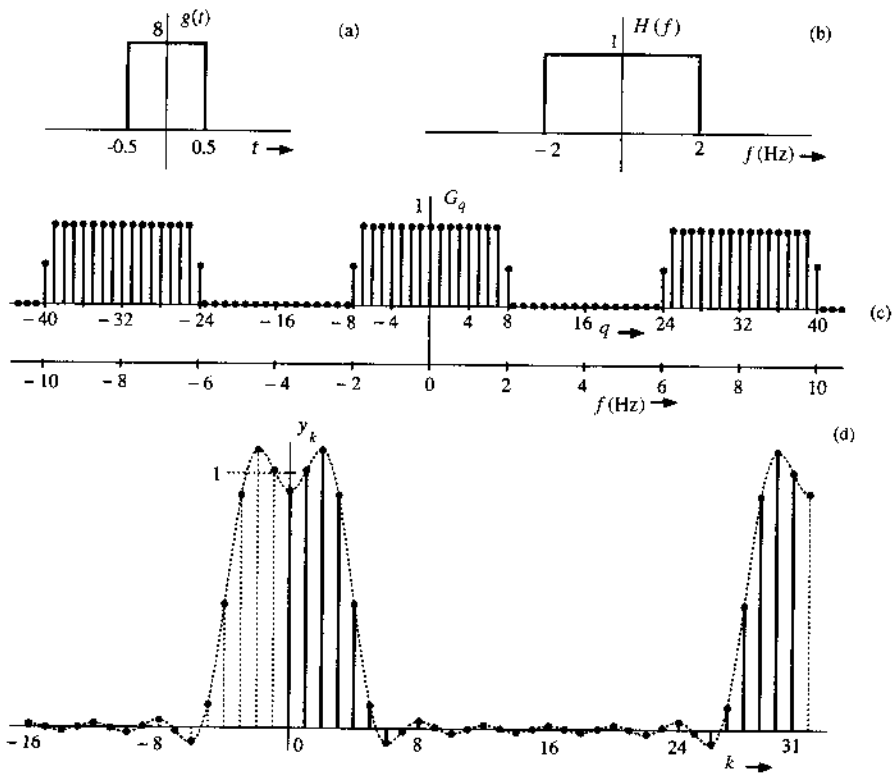 g(t)
(a)
8
-0.5 0.5 t
H(f)
(b)
1
-2 2 f(Hz)
1 G_q
(c)
-40 -32 -24 -16 -8 -4 4 8 16 q 24 32 40
-10 -8 -6 -4 -2 0 2 4 6 8 10
f(Hz)
y_k
(d)
1
-16 -8 0 8 16 24 31
k